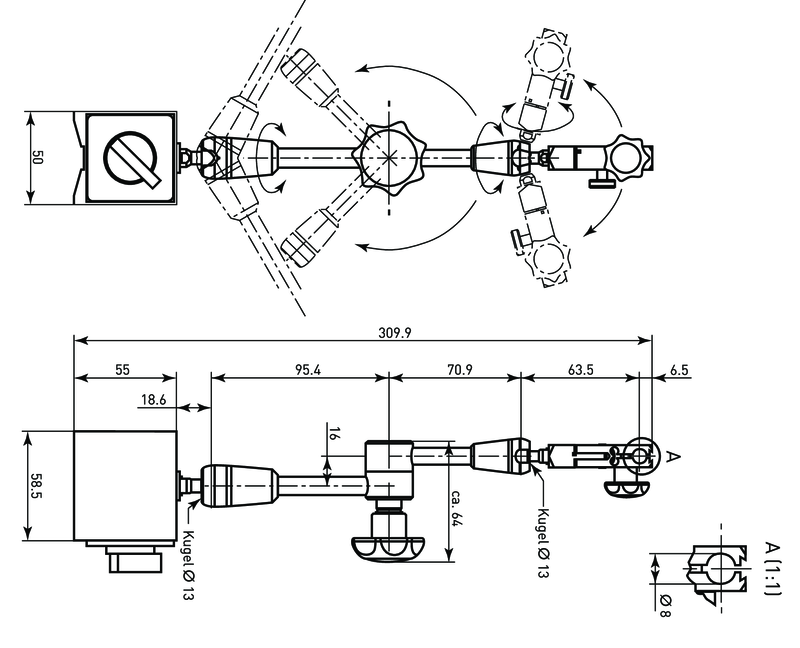 50
309.9
55
95.4
70.9
63.5
6.5
18.6
16
A
58.5
ca. 64
Kugel Ø 13
Kugel Ø 13
A (1:1)
Ø 8